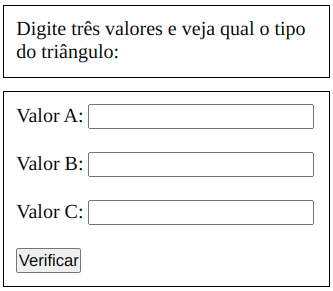 Digite três valores e veja qual o tipo
do triângulo:
Valor A:
Valor B:
Valor C:
Verificar